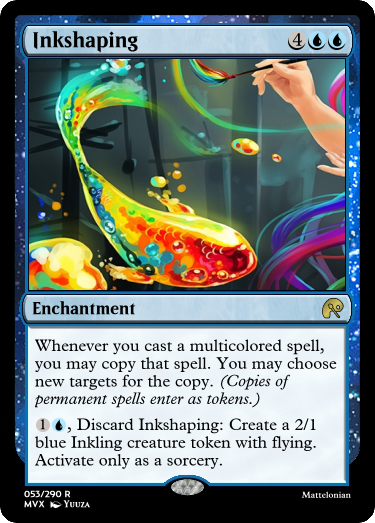 Inkshaping 4
Enchantment
Whenever you cast a multicolored spell,
you may copy that spell. You may choose
new targets for the copy. (Copies of
permanent spells enter as tokens.)
1, Discard Inkshaping: Create a 2/1
blue Inkling creature token with flying.
Activate only as a sorcery.
053/290 R
MVX Yuuza
Mattelonian